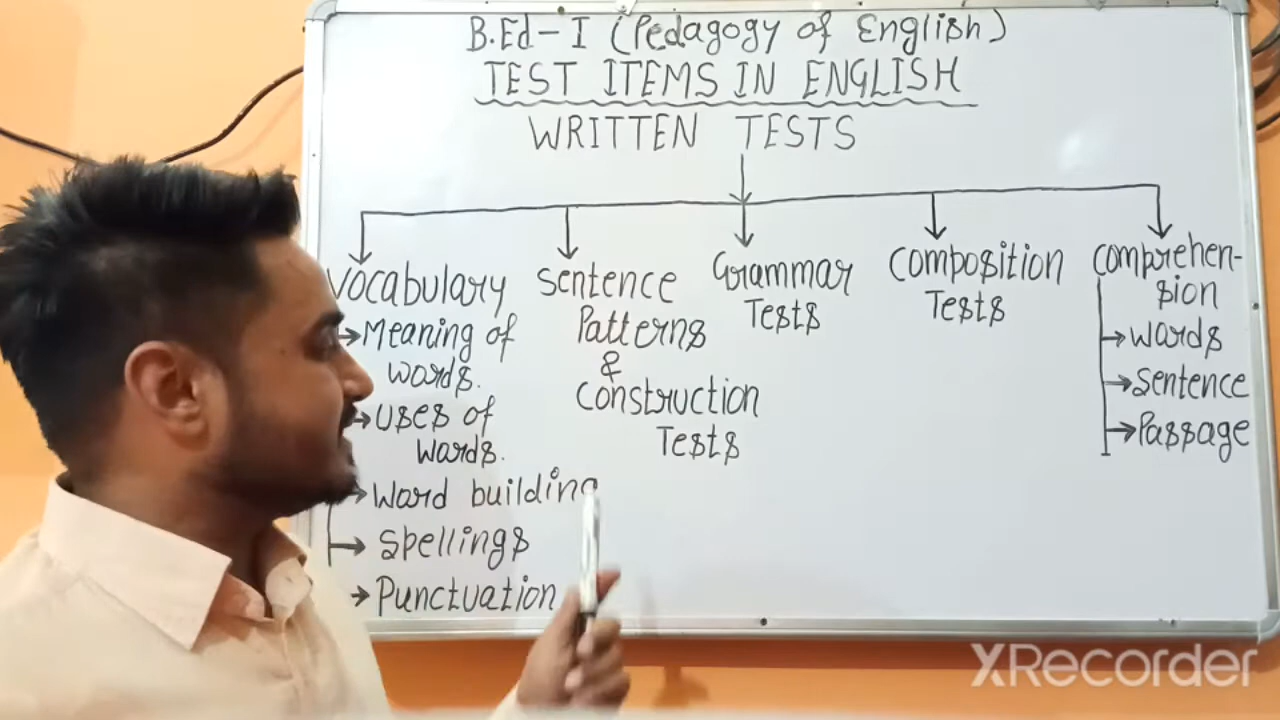 B.Ed-I (Pedagogy of English)
TEST ITEMS IN ENGLISH
WRITTEN TESTS
Vocabulary
→Meaning of
words.
→Uses of
words.
→Word building
→Spellings
→Punctuation
Sentence
Patterns
&
Construction
Tests
Grammar
Tests
Composition
Tests
Comprehen-
sion
→words
→Sentence
→Passage
XRecorder